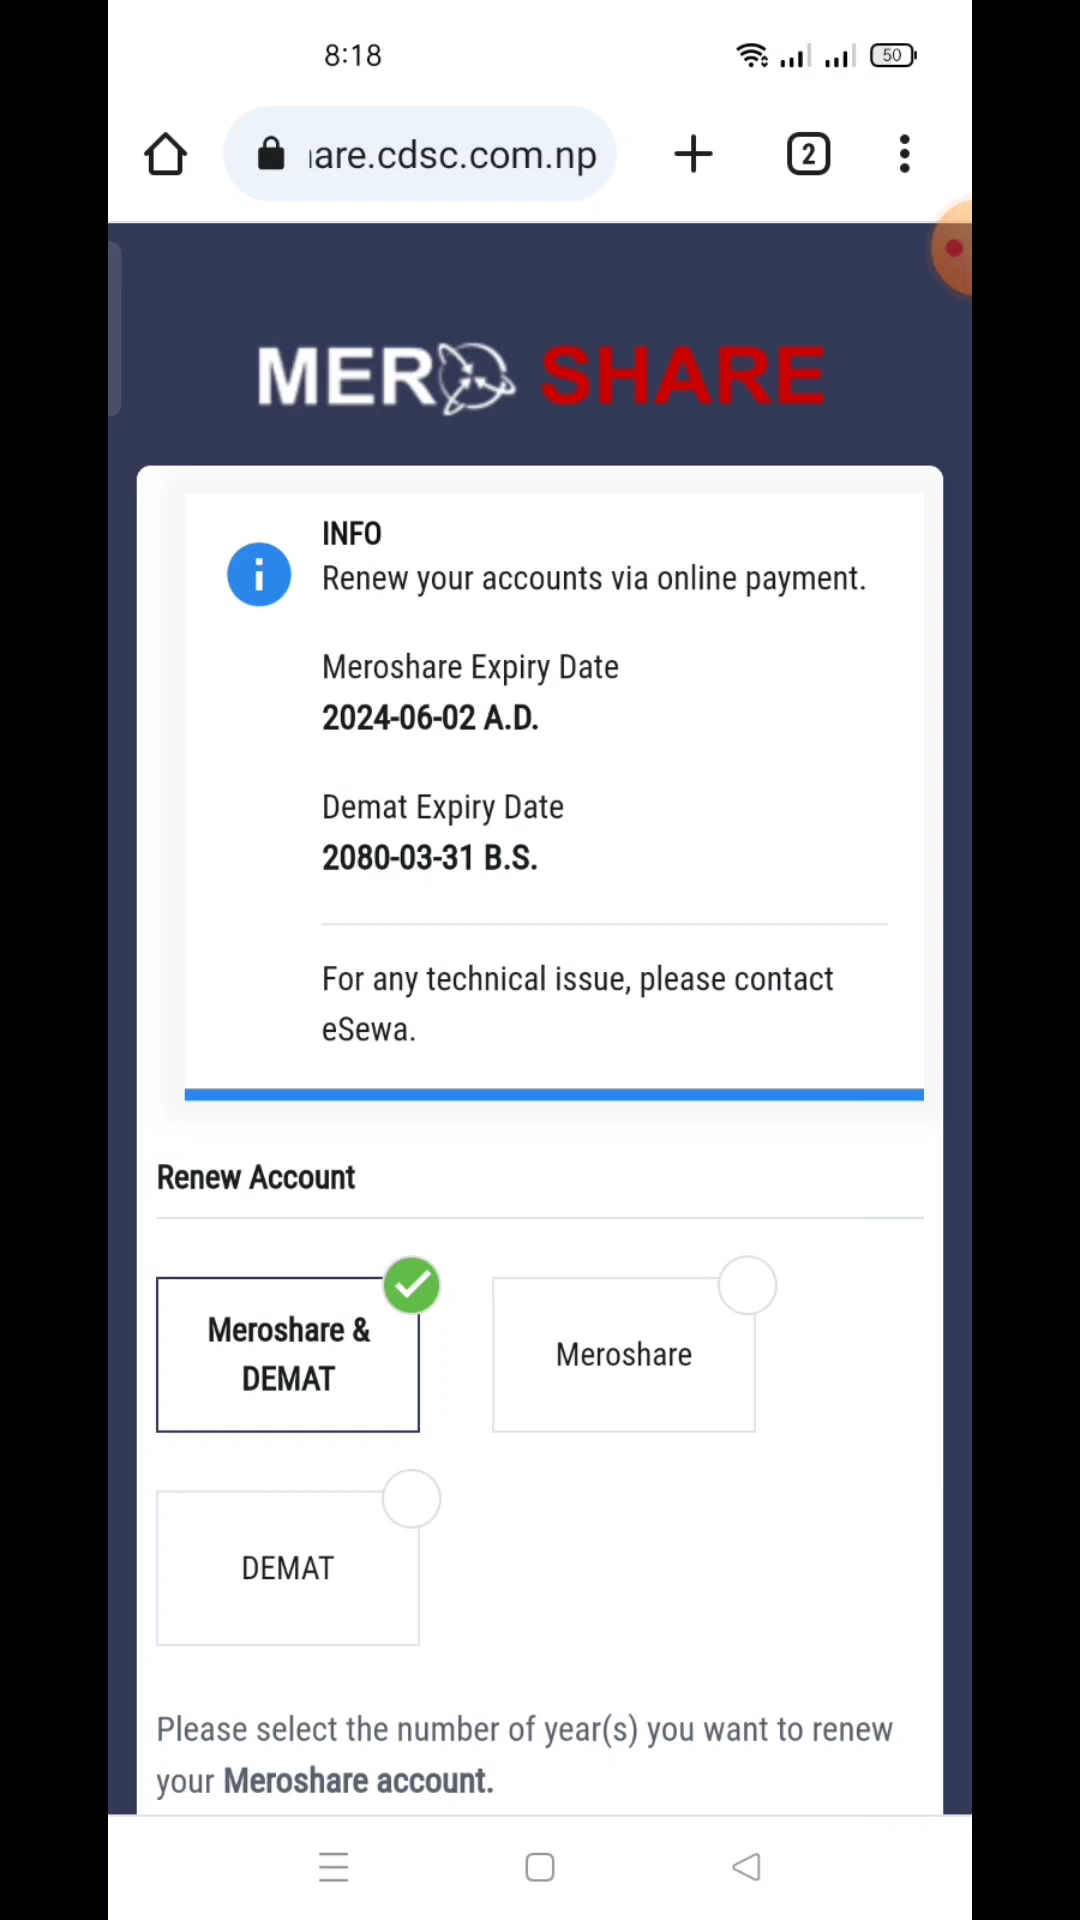 8:18
50
are.cdsc.com.np
2
MERO SHARE
INFO
Renew your accounts via online payment.
Meroshare Expiry Date
2024-06-02 A.D.
Demat Expiry Date
2080-03-31 B.S.
For any technical issue, please contact
eSewa.
Renew Account
Meroshare &
DEMAT
Meroshare
DEMAT
Please select the number of year(s) you want to renew
your Meroshare account.